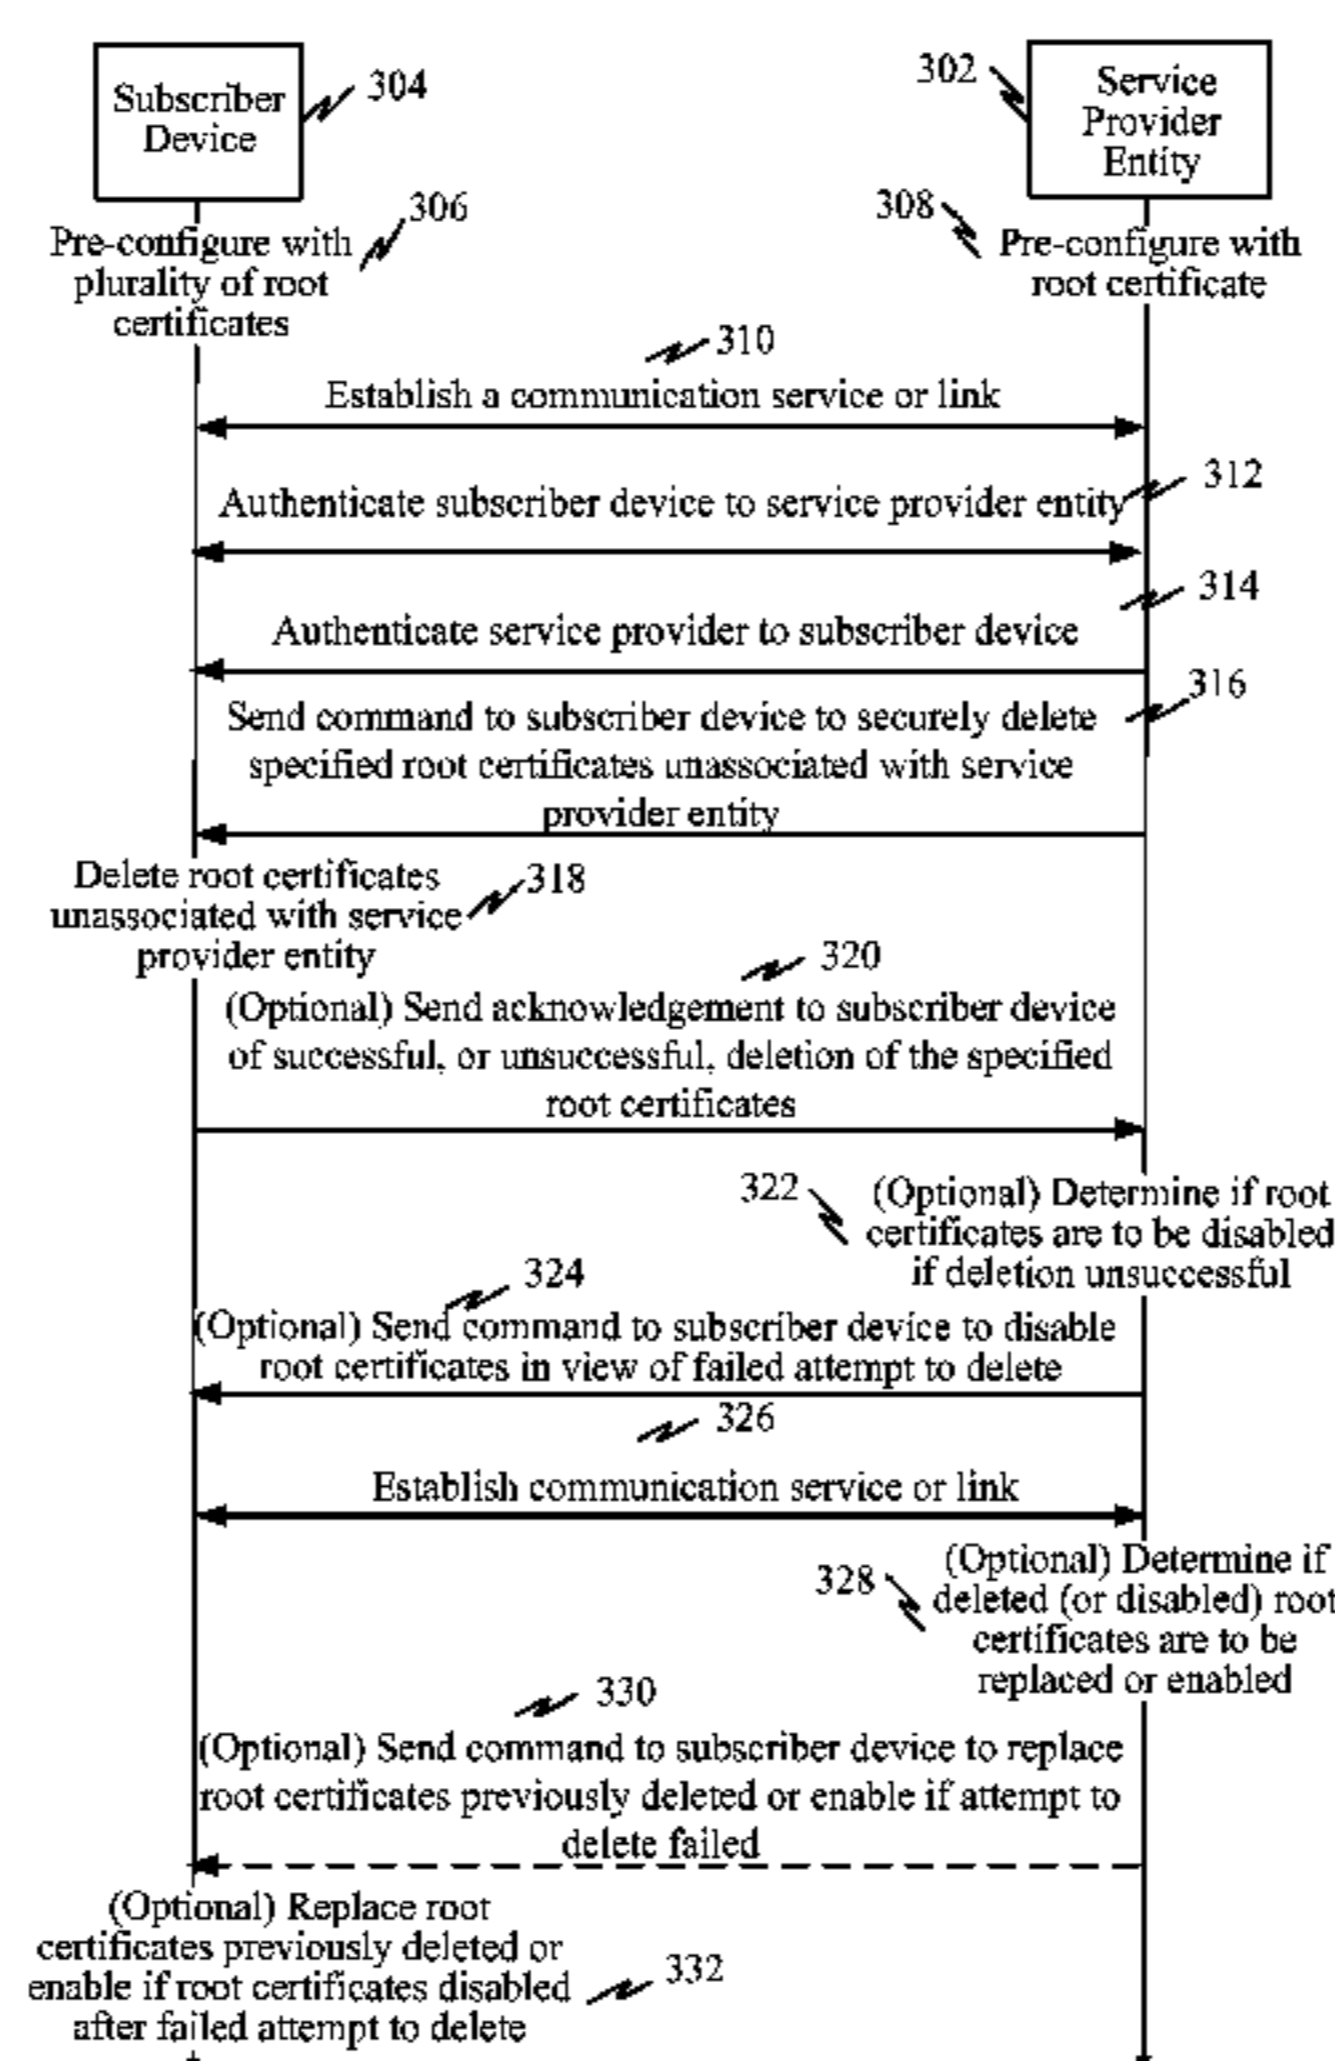 Subscriber
Device
304
302
Service
Provider
Entity
306
Pre-configure with
plurality of root
certificates
308
Pre-configure with
root certificate
310
Establish a communication service or link
312
Authenticate subscriber device to service provider entity
314
Authenticate service provider to subscriber device
316
Send command to subscriber device to securely delete
specified root certificates unassociated with service
provider entity
Delete root certificates
unassociated with service
provider entity
318
320
(Optional) Send acknowledgement to subscriber device
of successful, or unsuccessful, deletion of the specified
root certificates
322
(Optional) Determine if root
certificates are to be disabled
if deletion unsuccessful
324
(Optional) Send command to subscriber device to disable
root certificates in view of failed attempt to delete
326
Establish communication service or link
328
(Optional) Determine if
deleted (or disabled) root
certificates are to be
replaced or enabled
330
(Optional) Send command to subscriber device to replace
root certificates previously deleted or enable if attempt to
delete failed
(Optional) Replace root
certificates previously deleted or
enable if root certificates disabled
after failed attempt to delete
332